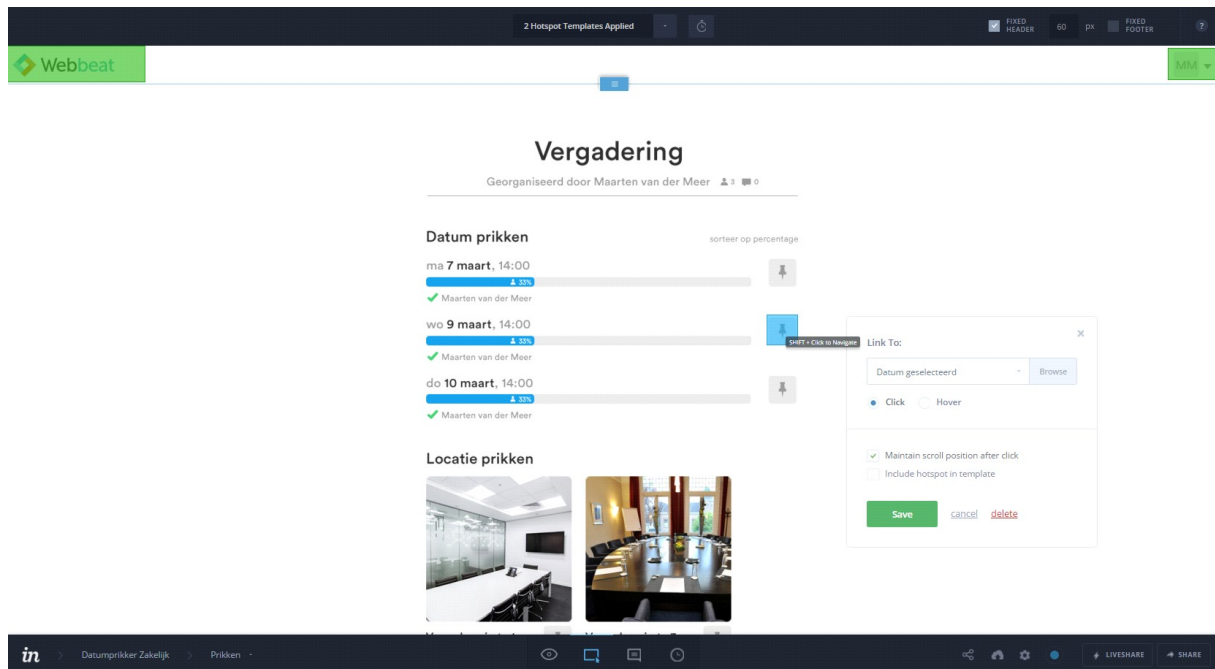 2 Hotspot Templates Applied
FIXED HEADER
60 px
FIXED FOOTER
?
Webbeat
MM
Vergadering
Georganiseerd door Maarten van der Meer 3 0
Datum prikken
sorteer op percentage
ma 7 maart, 14:00
33%
Maarten van der Meer
wo 9 maart, 14:00
33%
Maarten van der Meer
SHIFT + Click to Navigate
do 10 maart, 14:00
33%
Maarten van der Meer
Locatie prikken
Link To:
Datum geselecteerd
Browse
Click
Hover
Maintain scroll position after click
Include hotspot in template
Save
cancel
delete
in
Datumprikker Zakelijk
Prikken
LIVESHARE
SHARE